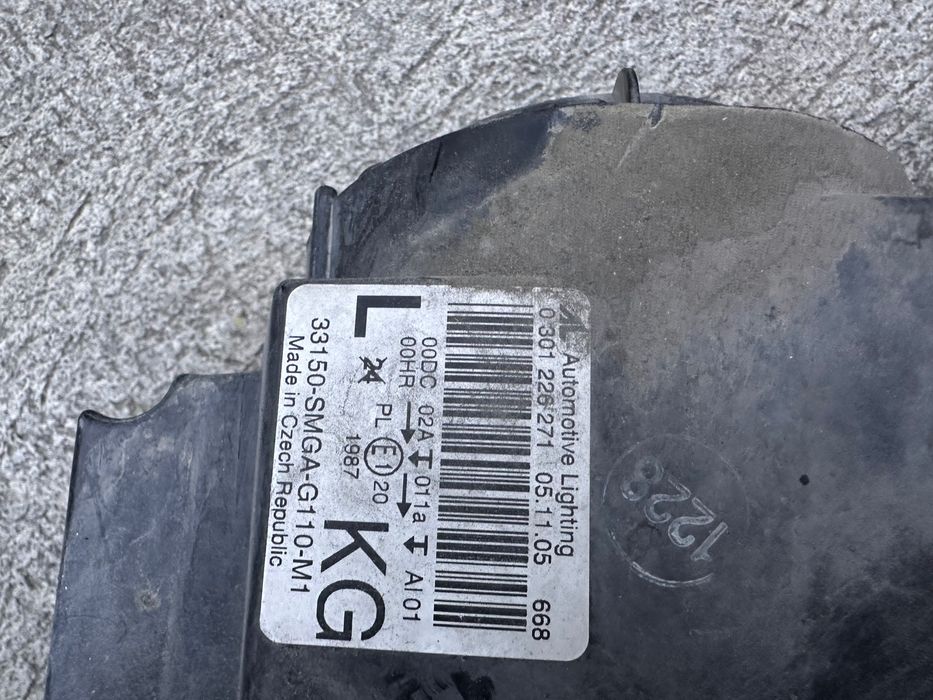 Automotive Lighting
0 301 226 271 05.11.05 668
00DC 02A 011a AI 01
00HR
L 24 PL E1 20 KG
1987
33150-SMGA-G110-M1
Made in Czech Republic
1228